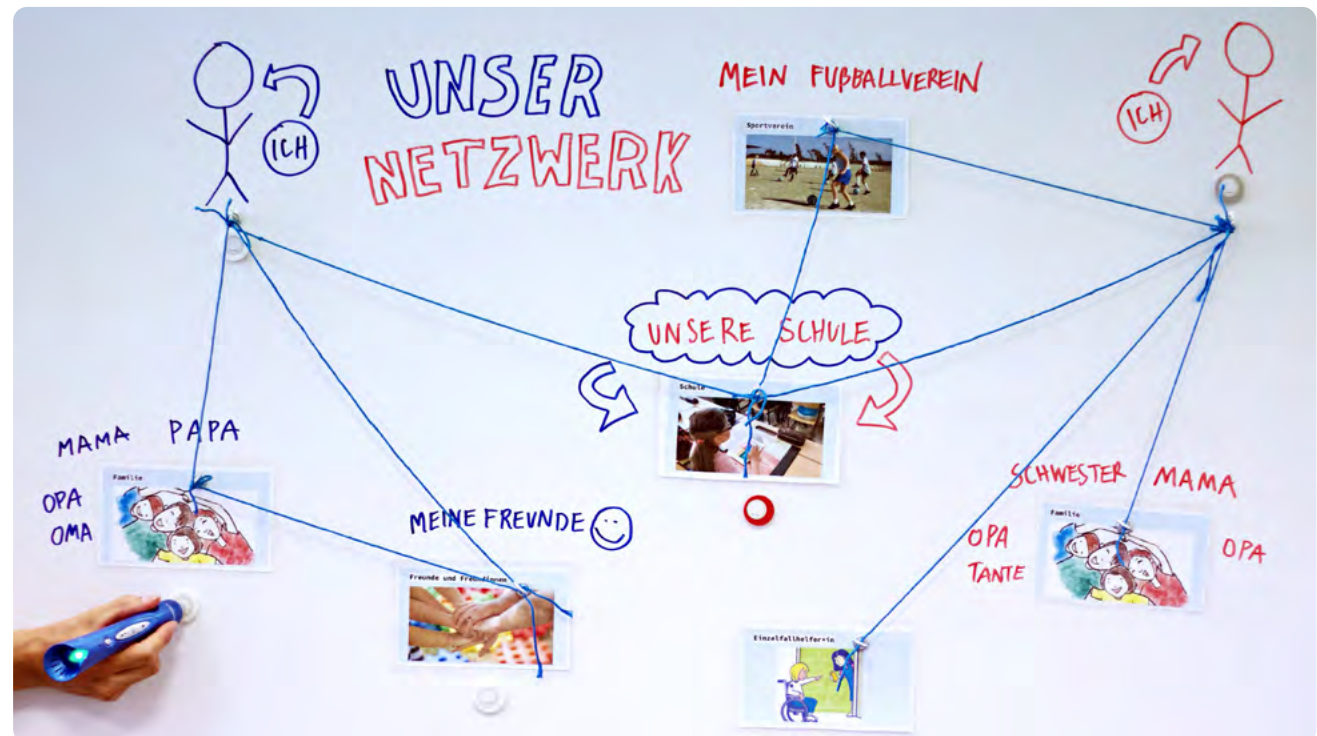 UNSER
NETZWERK
ICH
MEIN FUßBALLVEREIN
Sportverein
ICH
UNSERE SCHULE
Schule
MAMA PAPA
OPA
OMA
Familie
MEINE FREUNDE
Freunde und Freundinnen
SCHWESTER MAMA
OPA
TANTE
Familie
OPA
Einzelfallhelfer*in